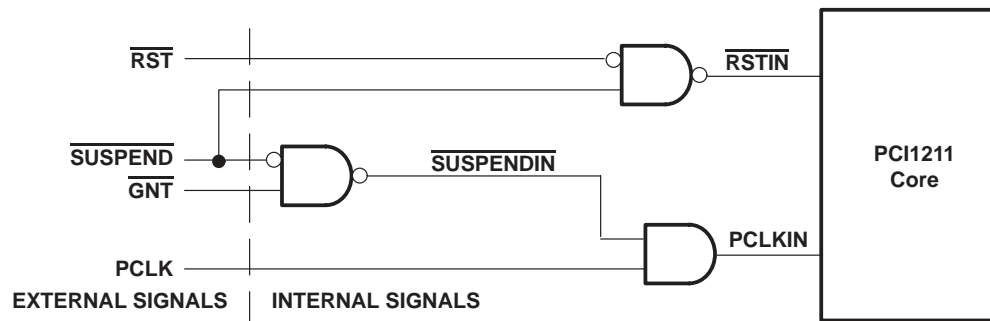 RST
RSTIN
SUSPEND
SUSPENDIN
PCI1211
Core
GNT
PCLKIN
PCLK
EXTERNAL SIGNALS
INTERNAL SIGNALS